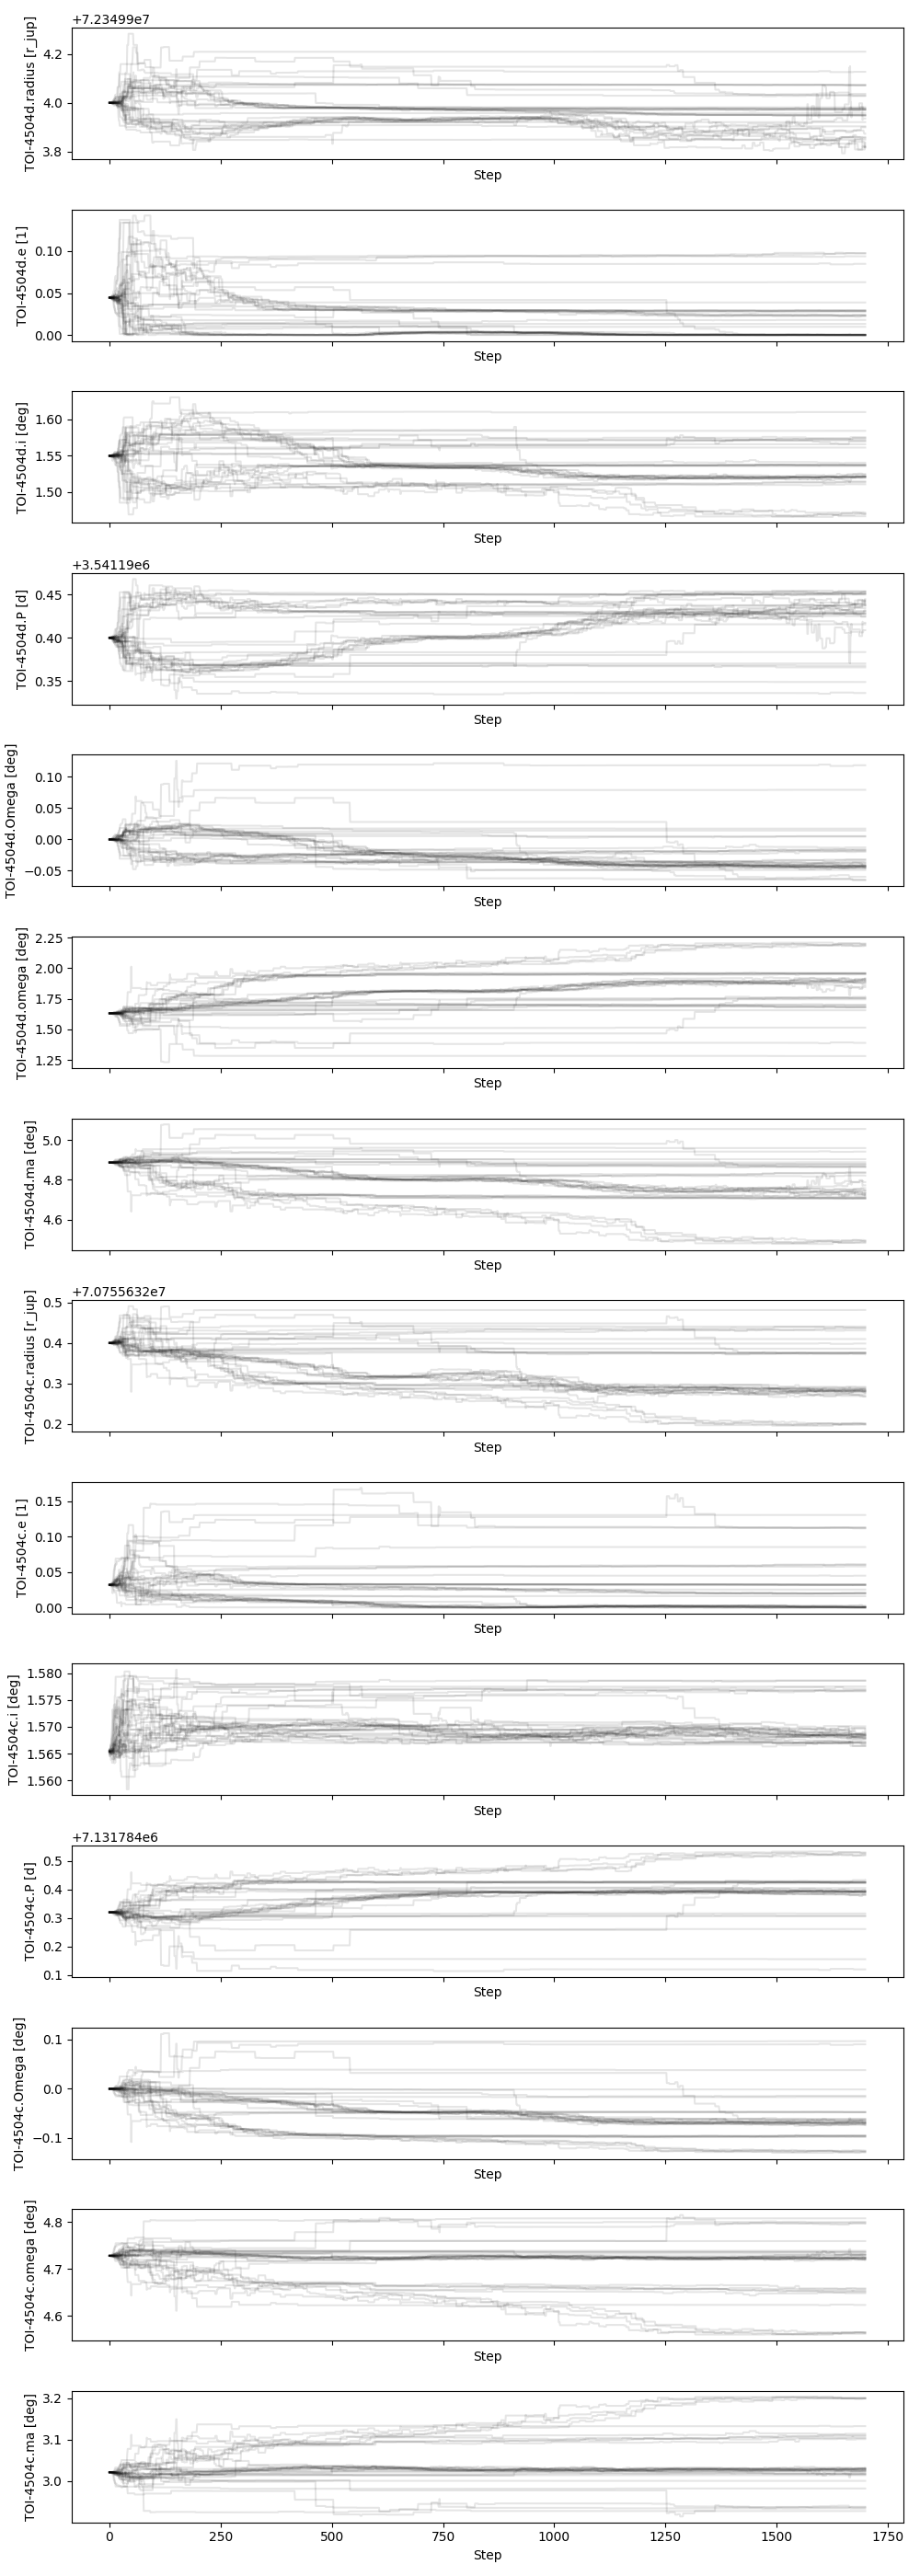 +7.23499e7
TOI-4504d.radius [r_jup]
4.2
4.0
3.8
Step
TOI-4504d.e [1]
0.10
0.05
0.00
Step
TOI-4504d.i [deg]
1.60
1.55
1.50
Step
+3.54119e6
TOI-4504d.P [d]
0.45
0.40
0.35
Step
TOI-4504d.Omega [deg]
0.10
0.05
0.00
−0.05
Step
TOI-4504d.omega [deg]
2.25
2.00
1.75
1.50
1.25
Step
TOI-4504d.ma [deg]
5.0
4.8
4.6
Step
+7.0755632e7
TOI-4504c.radius [r_jup]
0.5
0.4
0.3
0.2
Step
TOI-4504c.e [1]
0.15
0.10
0.05
0.00
Step
TOI-4504c.i [deg]
1.580
1.575
1.570
1.565
1.560
Step
+7.131784e6
TOI-4504c.P [d]
0.5
0.4
0.3
0.2
0.1
Step
TOI-4504c.Omega [deg]
0.1
0.0
−0.1
Step
TOI-4504c.omega [deg]
4.8
4.7
4.6
Step
TOI-4504c.ma [deg]
3.2
3.1
3.0
0 250 500 750 1000 1250 1500 1750
Step